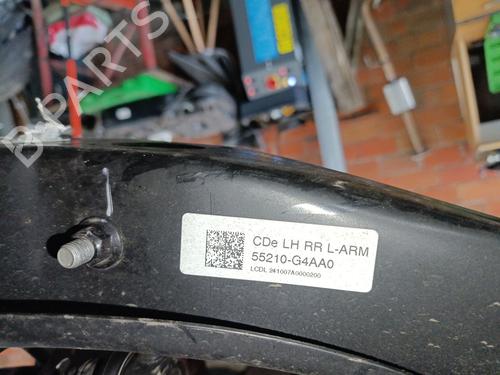 B-PARTS
CDe LH RR L-ARM
55210-G4AA0
LCDL 241007A0000200